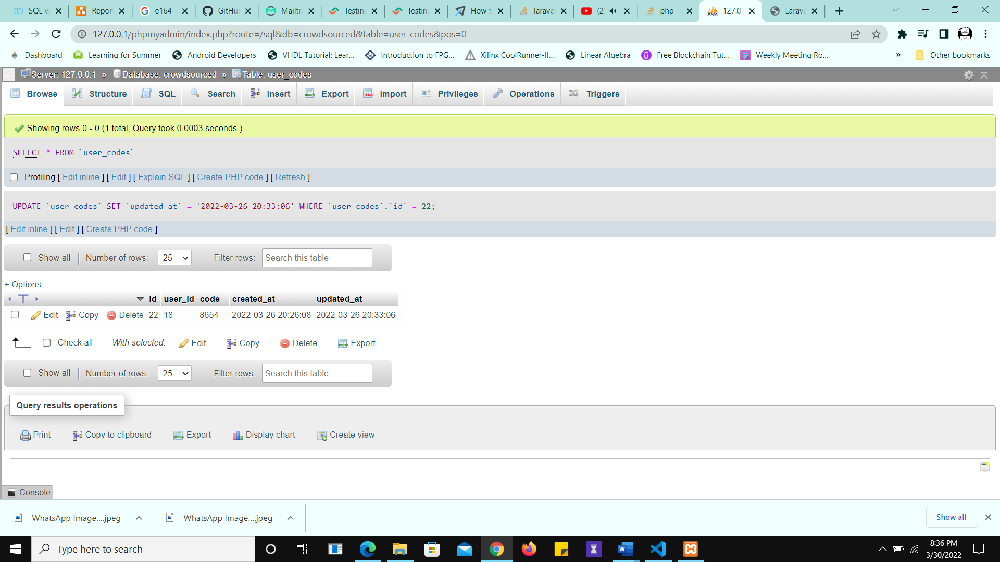 SQL vs
Report
e164 -
GitHub
Mailtra
Testing
Testing
How to
laravel
(2)
php -
127.0.
Larave
127.0.0.1/phpmyadmin/index.php?route=/sql&db=crowdsourced&table=user_codes&pos=0
Dashboard Learning for Summer Android Developers VHDL Tutorial: Lear... Introduction to FPG... Xilinx CoolRunner-II... Linear Algebra Free Blockchain Tut... Weekly Meeting Ro... » Other bookmarks
Server: 127.0.0.1 » Database: crowdsourced » Table: user_codes
Browse Structure SQL Search Insert Export Import Privileges Operations Triggers
Showing rows 0 - 0 (1 total, Query took 0.0003 seconds.)
SELECT * FROM `user_codes`
Profiling [ Edit inline ] [ Edit ] [ Explain SQL ] [ Create PHP code ] [ Refresh ]
UPDATE `user_codes` SET `updated_at` = '2022-03-26 20:33:06' WHERE `user_codes`.`id` = 22;
[ Edit inline ] [ Edit ] [ Create PHP code ]
Show all | Number of rows: 25 Filter rows: Search this table
+ Options
←T→ id user_id code created_at updated_at
Edit Copy Delete 22 18 8654 2022-03-26 20:26:08 2022-03-26 20:33:06
Check all With selected: Edit Copy Delete Export
Show all | Number of rows: 25 Filter rows: Search this table
Query results operations
Print Copy to clipboard Export Display chart Create view
Console
WhatsApp Image....jpeg WhatsApp Image....jpeg Show all
Type here to search
8:36 PM
3/30/2022